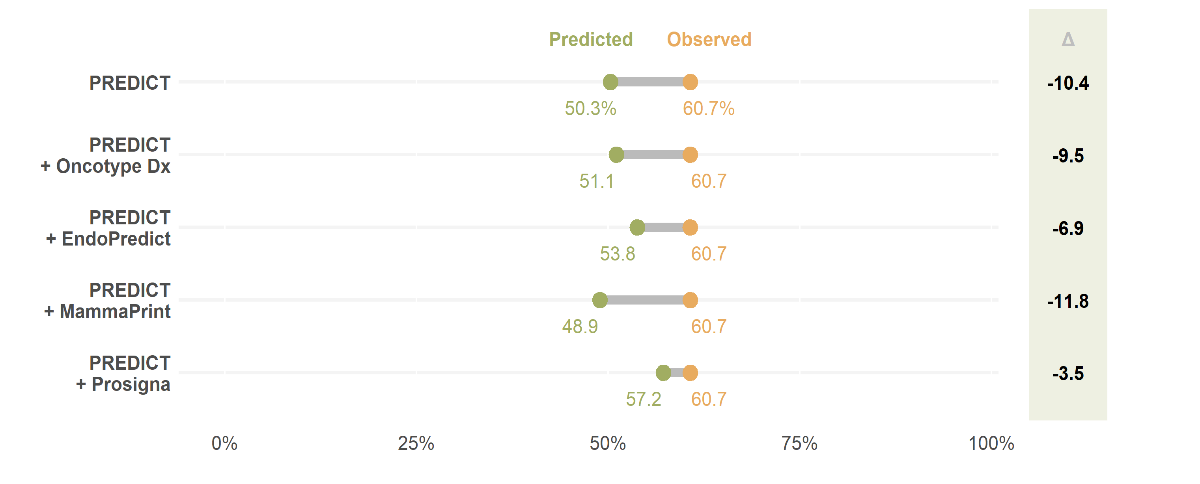 Predicted Observed Δ
PREDICT -10.4
50.3% 60.7%
PREDICT
+ Oncotype Dx -9.5
51.1 60.7
PREDICT
+ EndoPredict -6.9
53.8 60.7
PREDICT
+ MammaPrint -11.8
48.9 60.7
PREDICT
+ Prosigna -3.5
57.2 60.7
0% 25% 50% 75% 100%